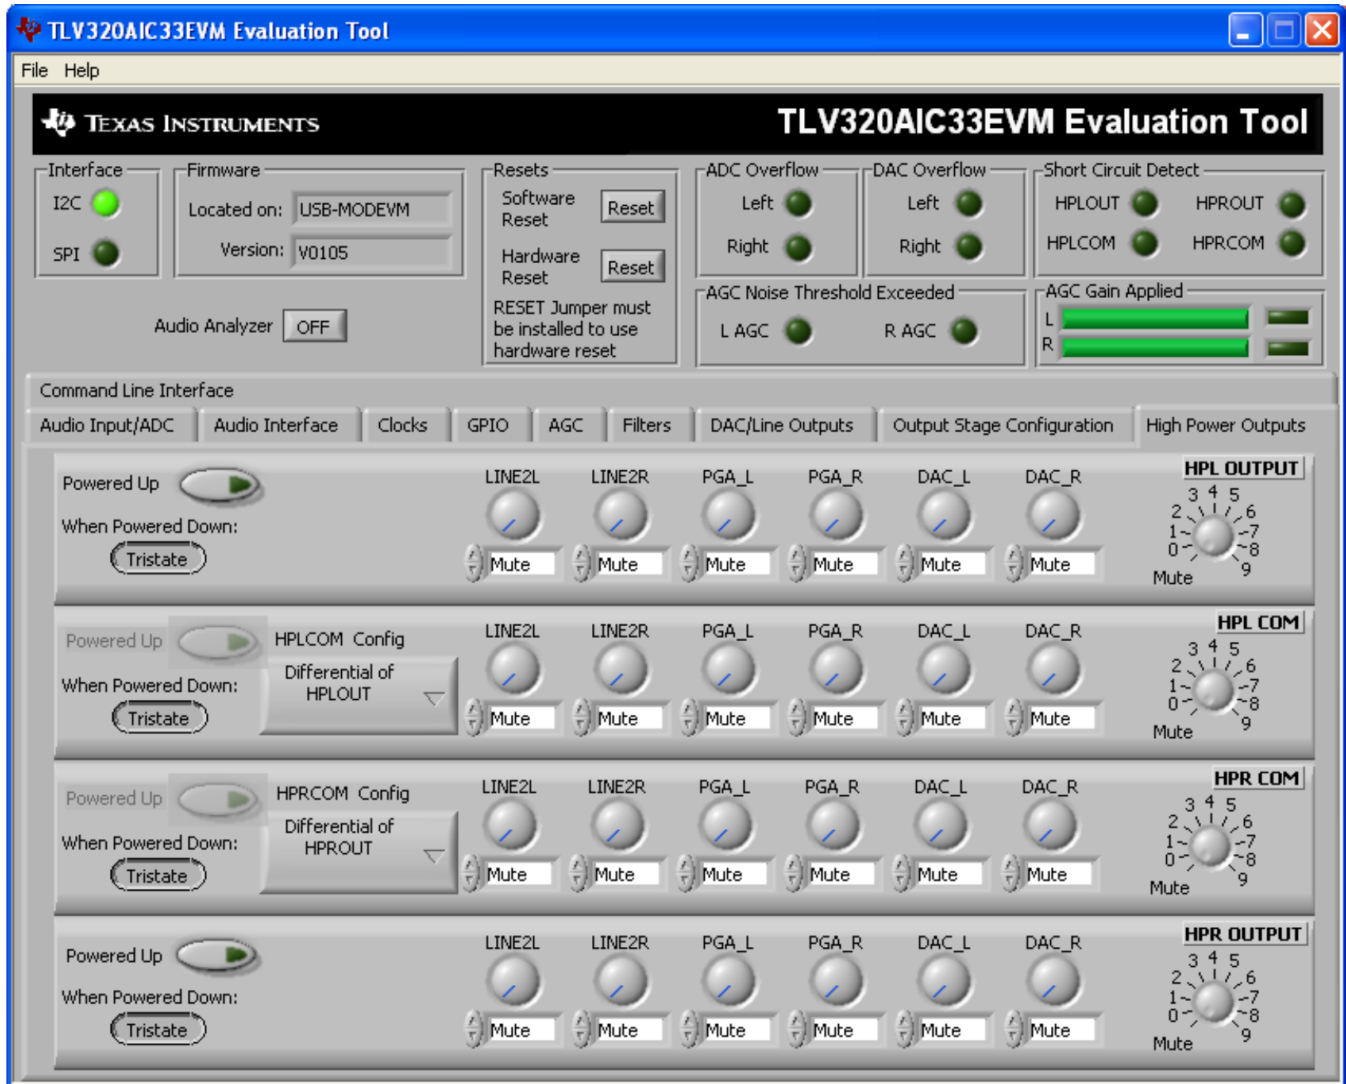 TLV320AIC33EVM Evaluation Tool
File Help
TEXAS INSTRUMENTS
TLV320AIC33EVM Evaluation Tool
Interface
I2C
SPI
Firmware
Located on: USB-MODEVM
Version: V0105
Audio Analyzer OFF
Resets
Software Reset Reset
Hardware Reset Reset
RESET Jumper must
be installed to use
hardware reset
ADC Overflow
Left
Right
DAC Overflow
Left
Right
Short Circuit Detect
HPLOUT HPROUT
HPLCOM HPRCOM
AGC Noise Threshold Exceeded
L AGC R AGC
AGC Gain Applied
L
R
Command Line Interface
Audio Input/ADC Audio Interface Clocks GPIO AGC Filters DAC/Line Outputs Output Stage Configuration High Power Outputs
Powered Up
When Powered Down:
Tristate
LINE2L LINE2R PGA_L PGA_R DAC_L DAC_R
Mute Mute Mute Mute Mute Mute
HPL OUTPUT
Mute 0 1 2 3 4 5 6 7 8 9
Powered Up
When Powered Down:
Tristate
HPLCOM Config
Differential of
HPLOUT
LINE2L LINE2R PGA_L PGA_R DAC_L DAC_R
Mute Mute Mute Mute Mute Mute
HPL COM
Mute 0 1 2 3 4 5 6 7 8 9
Powered Up
When Powered Down:
Tristate
HPRCOM Config
Differential of
HPROUT
LINE2L LINE2R PGA_L PGA_R DAC_L DAC_R
Mute Mute Mute Mute Mute Mute
HPR COM
Mute 0 1 2 3 4 5 6 7 8 9
Powered Up
When Powered Down:
Tristate
LINE2L LINE2R PGA_L PGA_R DAC_L DAC_R
Mute Mute Mute Mute Mute Mute
HPR OUTPUT
Mute 0 1 2 3 4 5 6 7 8 9